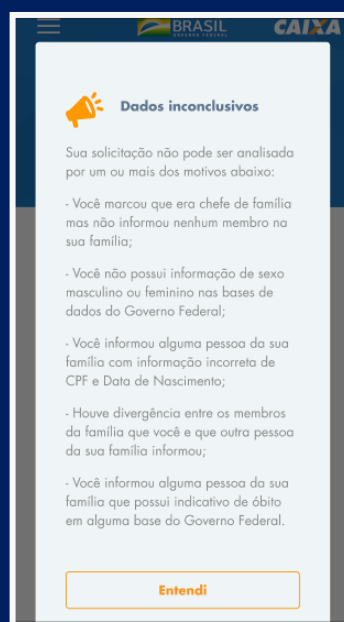 BRASIL
GOVERNO FEDERAL
CAIXA
Dados inconclusivos
Sua solicitação não pode ser analisada
por um ou mais dos motivos abaixo:
- Você marcou que era chefe de família
mas não informou nenhum membro na
sua família;
- Você não possui informação de sexo
masculino ou feminino nas bases de
dados do Governo Federal;
- Você informou alguma pessoa da sua
família com informação incorreta de
CPF e Data de Nascimento;
- Houve divergência entre os membros
da família que você e que outra pessoa
da sua família informou;
- Você informou alguma pessoa da sua
família que possui indicativo de óbito
em alguma base do Governo Federal.
Entendi